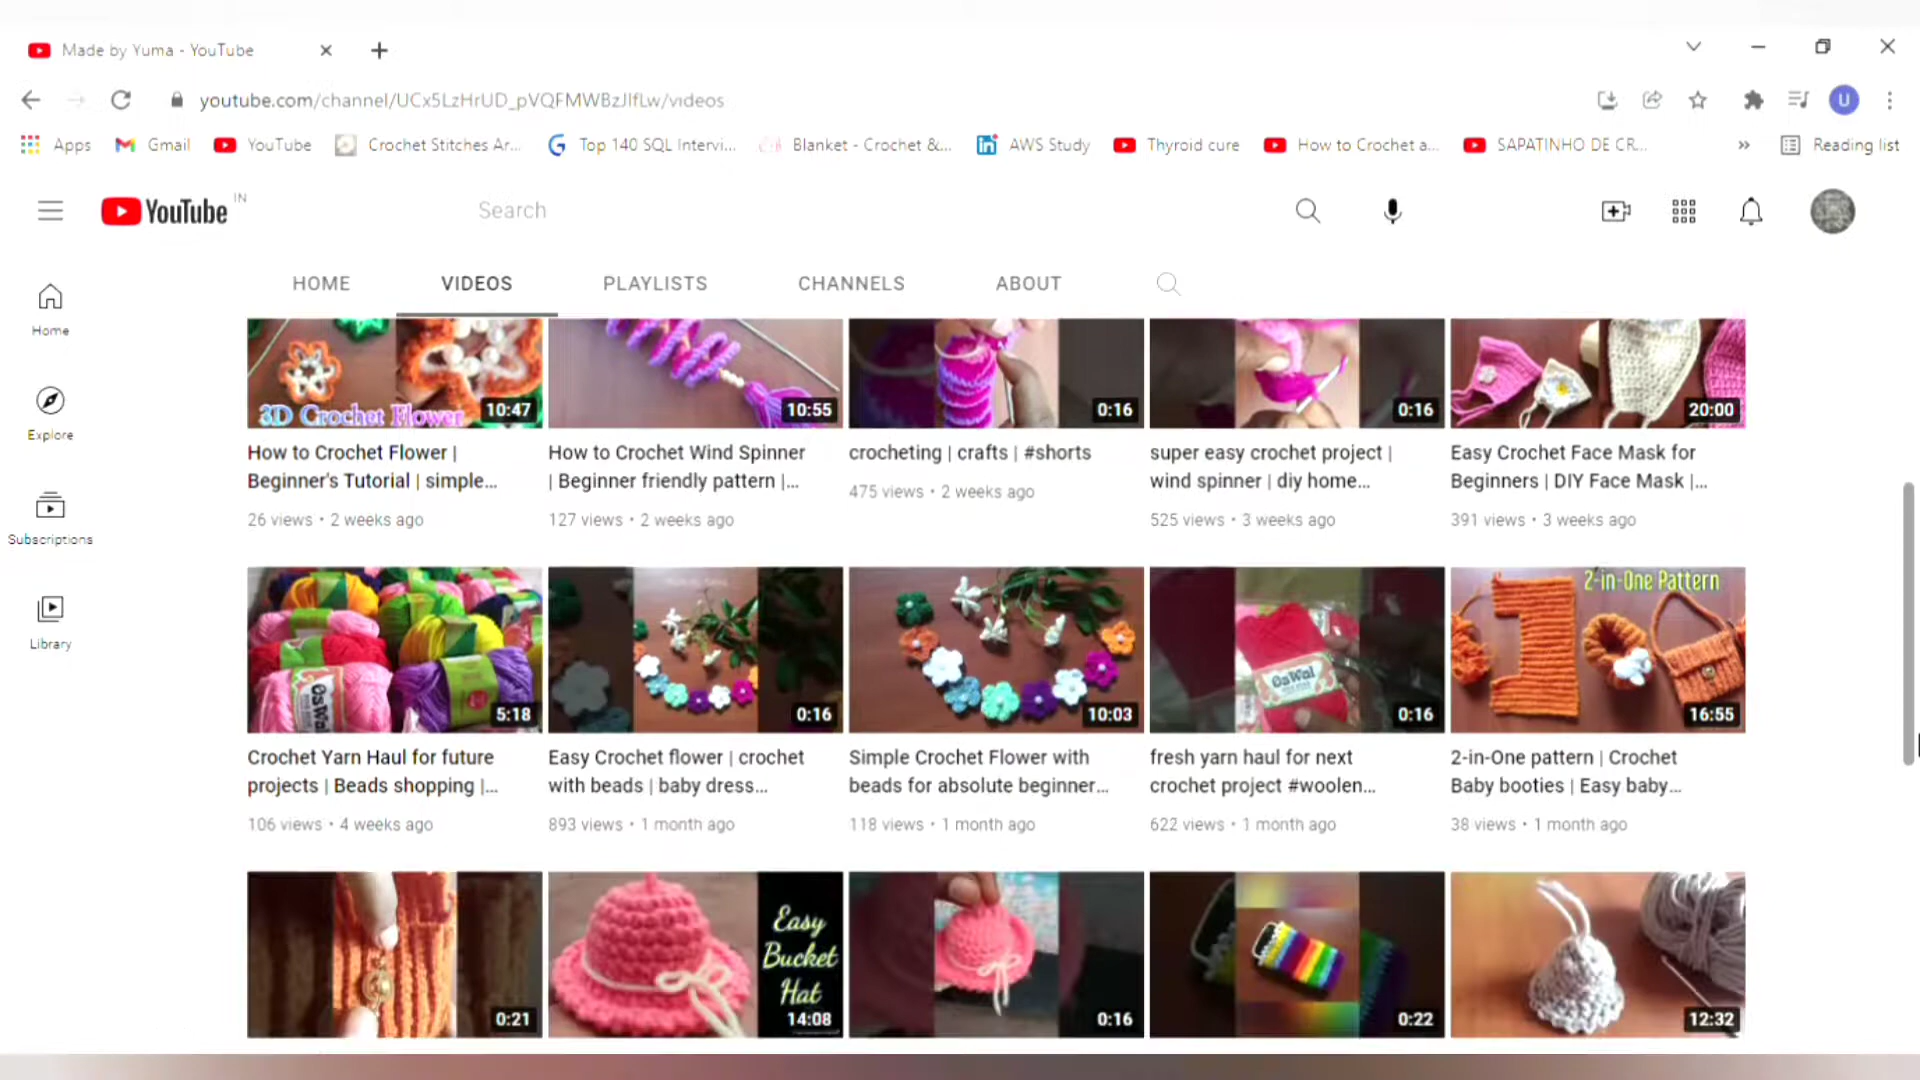 Made by Yuma - YouTube
youtube.com/channel/UCx5LzHrUD_pVQFMWBzJlfLw/videos
U
Apps
Gmail
YouTube
Crochet Stitches Ar...
Top 140 SQL Intervi...
Blanket - Crochet &...
AWS Study
Thyroid cure
How to Crochet a...
SAPATINHO DE CR...
Reading list
YouTube IN
Search
HOME
VIDEOS
PLAYLISTS
CHANNELS
ABOUT
Home
Explore
Subscriptions
Library
3D Crochet Flower
10:47
10:55
0:16
0:16
20:00
How to Crochet Flower |
Beginner's Tutorial | simple...
26 views • 2 weeks ago
How to Crochet Wind Spinner
| Beginner friendly pattern |...
127 views • 2 weeks ago
crocheting | crafts | #shorts
475 views • 2 weeks ago
super easy crochet project |
wind spinner | diy home...
525 views • 3 weeks ago
Easy Crochet Face Mask for
Beginners | DIY Face Mask |...
391 views • 3 weeks ago
OsWal
5:18
0:16
10:03
OsWal
0:16
2-in-One Pattern
16:55
Crochet Yarn Haul for future
projects | Beads shopping |...
106 views • 4 weeks ago
Easy Crochet flower | crochet
with beads | baby dress...
893 views • 1 month ago
Simple Crochet Flower with
beads for absolute beginner...
118 views • 1 month ago
fresh yarn haul for next
crochet project #woolen...
622 views • 1 month ago
2-in-One pattern | Crochet
Baby booties | Easy baby...
38 views • 1 month ago
0:21
Easy
Bucket
Hat
14:08
0:16
0:22
12:32